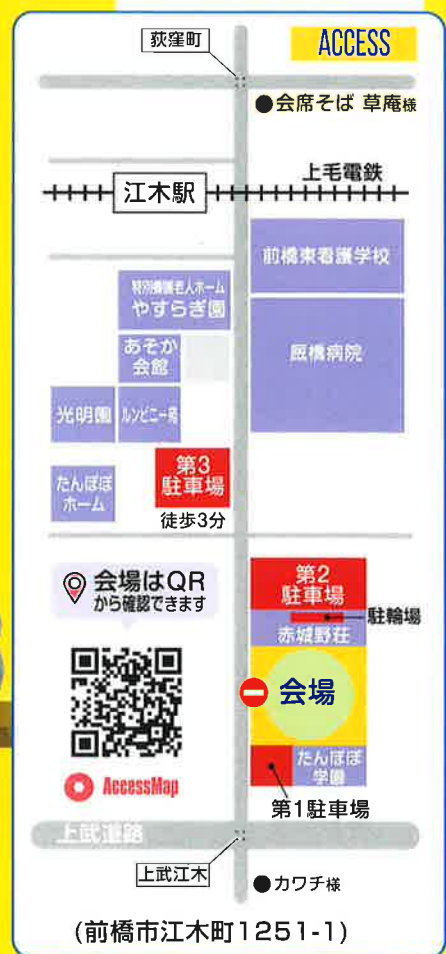 荻窪町
ACCESS
●会席そば 草庵様
上毛電鉄
江木駅
前橋東看護学校
特別養護老人ホーム
やすらぎ園
あそか
会館
厩橋病院
光明園
ルンビニー苑
たんぽぽ
ホーム
第3
駐車場
徒歩3分
会場はQR
から確認できます
第2
駐車場
駐輪場
赤城野荘
会場
AccessMap
たんぽぽ
学園
第1駐車場
上武道路
上武江木
●カワチ様
(前橋市江木町1251-1)